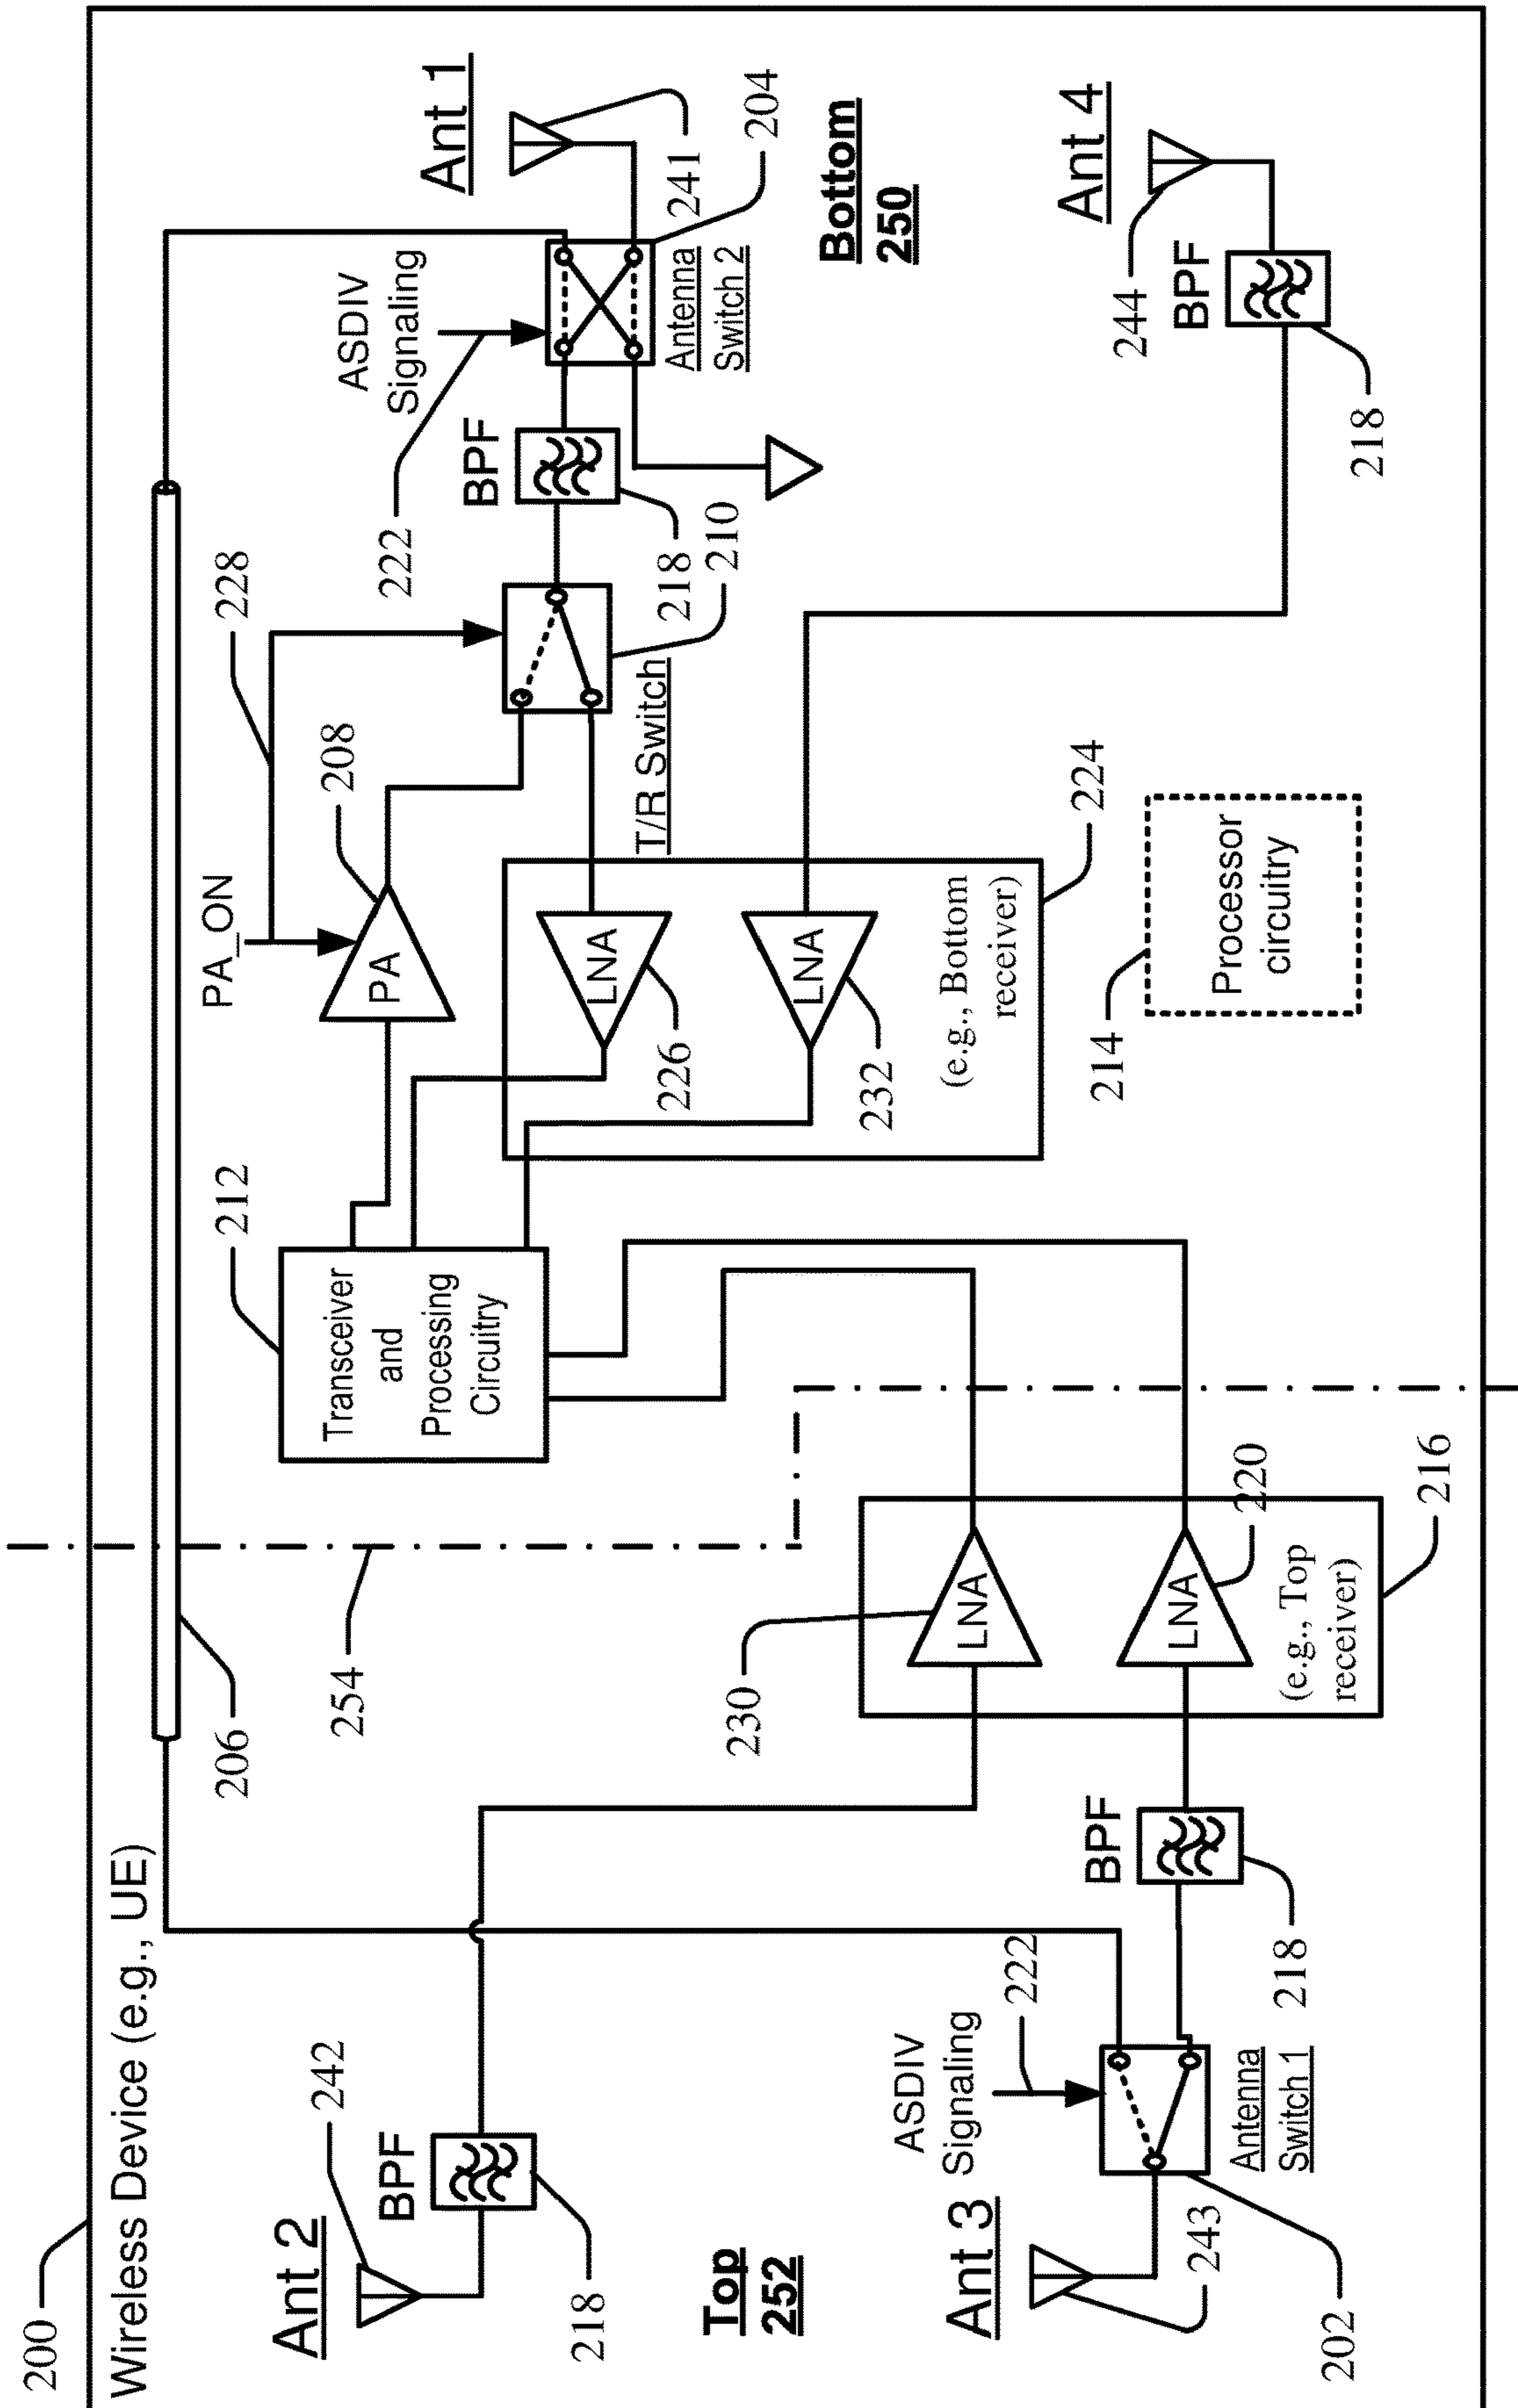 200
Wireless Device (e.g., UE)
206
254
228
PA_ON
208
PA
212
Transceiver
and
Processing
Circuitry
222
ASDIV
Signaling
Ant 1
241
204
Antenna
Switch 2
BPF
218
210
T/R Switch
Bottom
250
LNA
226
LNA
232
(e.g., Bottom
receiver)
224
214
Processor
circuitry
Ant 4
244
BPF
218
Ant 2
242
BPF
218
Top
252
Ant 3
243
202
ASDIV
Signaling
222
Antenna
Switch 1
BPF
218
230
LNA
LNA
220
(e.g., Top
receiver)
216